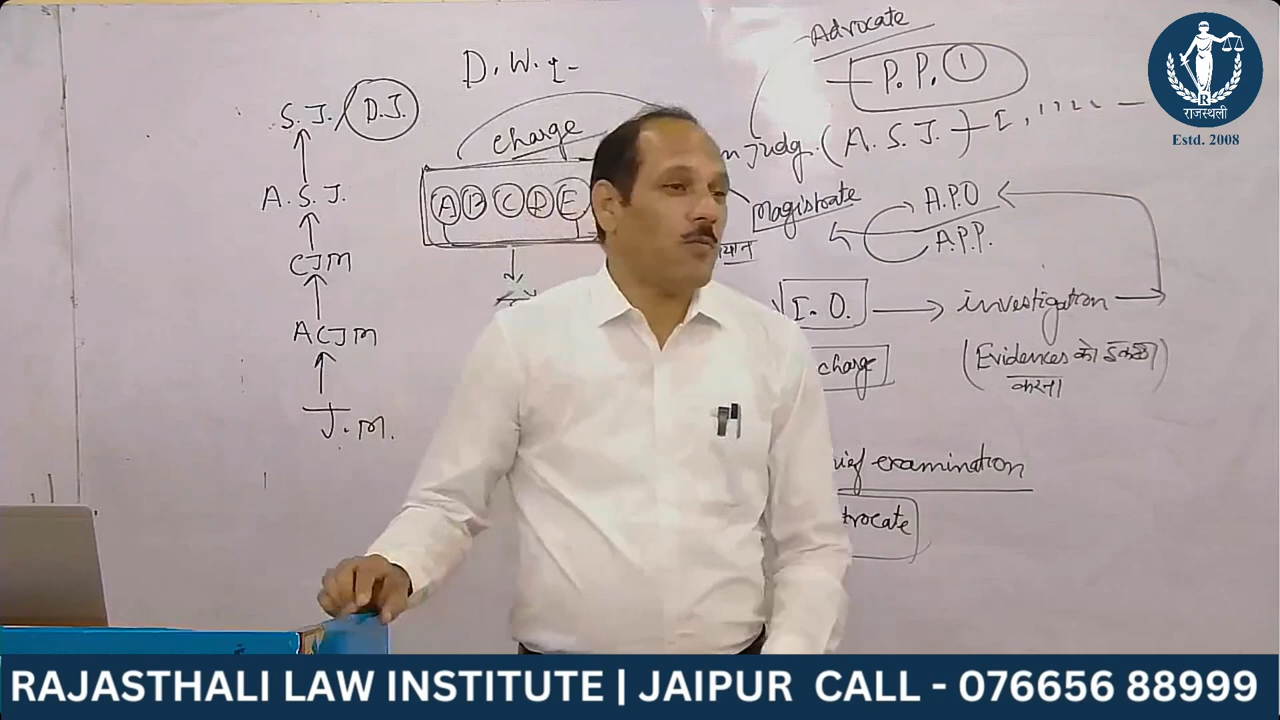 D.W.1-
Advocate
P.P. 1
S.J./D.J.
A.S.J.
CJM
ACJM
J.M.
charge
A B C D E
Judg. (A.S.J.) - I,
Magistrate
A.P.O
A.P.P.
I.O. investigation
charge
(Evidences को इकट्ठा
करना)
examination
राजस्थली
Estd. 2008
RAJASTHALI LAW INSTITUTE | JAIPUR CALL - 076656 88999